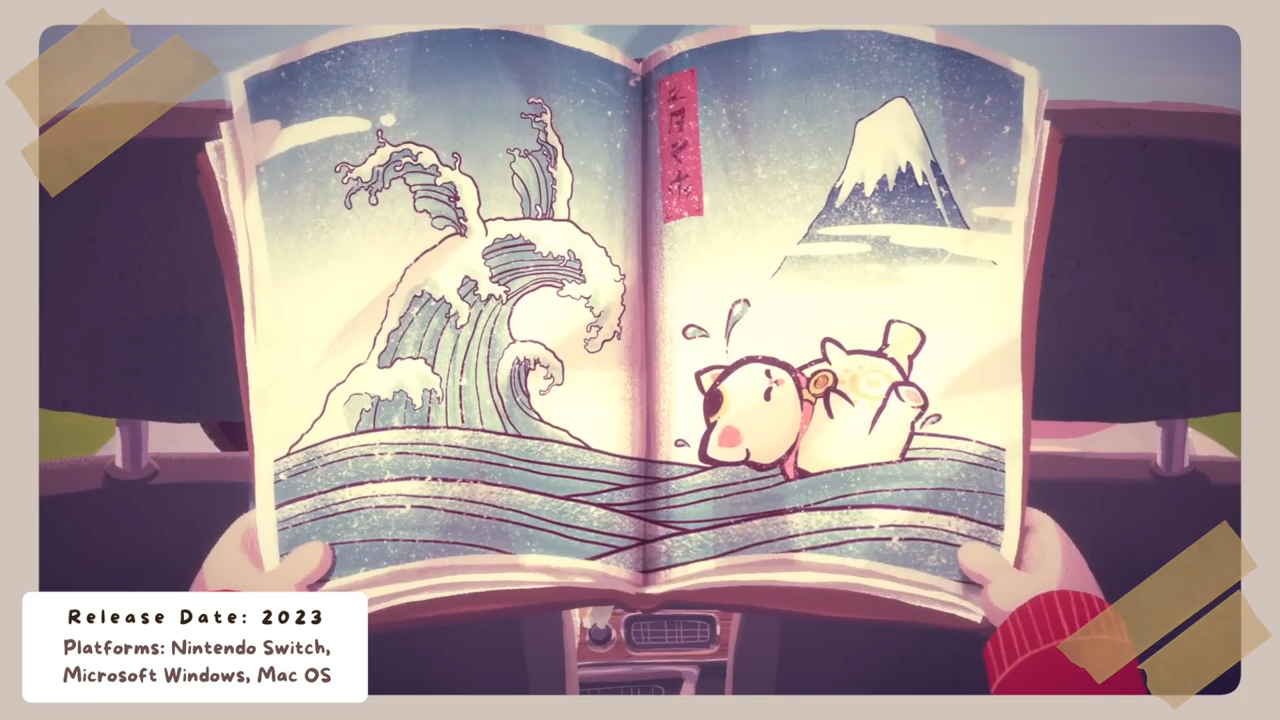 Release Date: 2023
Platforms: Nintendo Switch,
Microsoft Windows, Mac OS